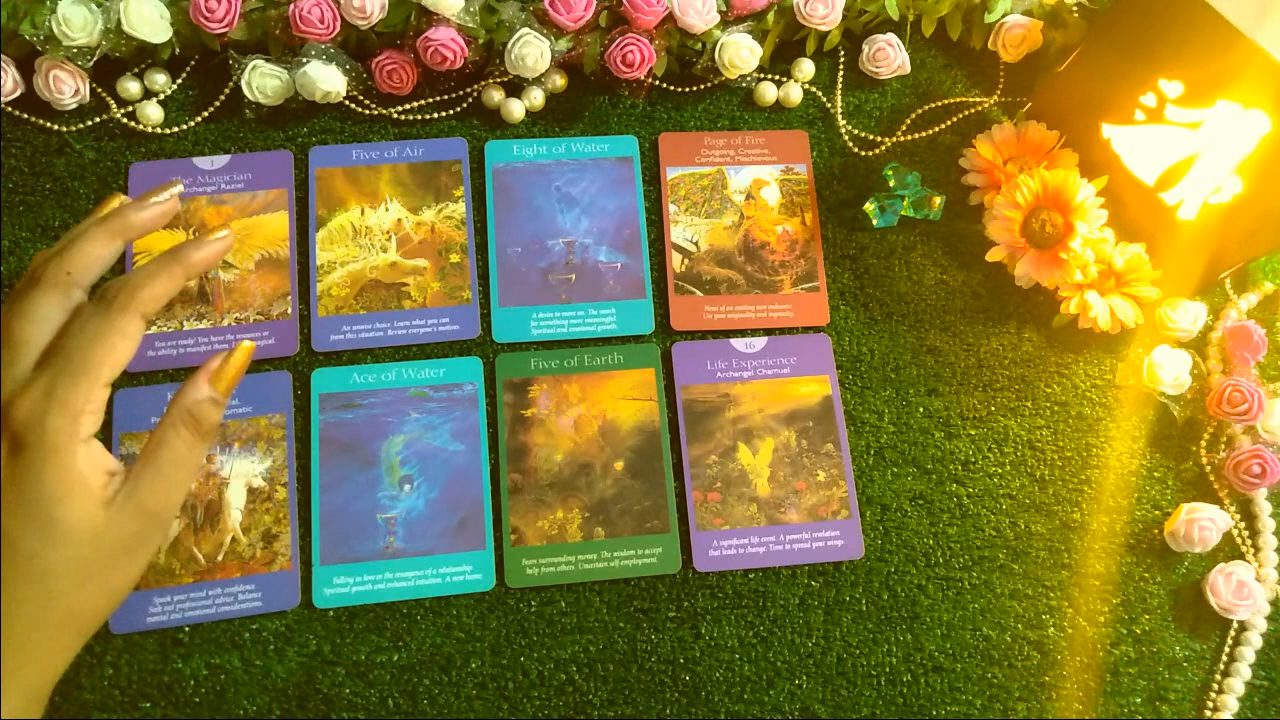 1
The Magician
Archangel Raziel
You are ready! You have the resources or
the ability to manifest them.
Five of Air
An unwise choice. Learn what you can
from this situation. Review everyone's motives.
Eight of Water
A desire to move on. The search
for something more meaningful.
Spiritual and emotional growth.
Page of Fire
Outgoing, Creative,
Confident, Mischievous
News of an exciting new endeavor.
Use your originality and ingenuity.
Speak your mind with confidence.
Seek out professional advice. Balance
mental and emotional considerations.
Ace of Water
Falling in love or the resurgence of a relationship.
Spiritual growth and enhanced intuition. A new home.
Five of Earth
Fears surrounding money. The wisdom to accept
help from others. Uncertain self-employment.
16
Life Experience
Archangel Chamuel
A significant life event. A powerful revelation
that leads to change. Time to spread your wings.